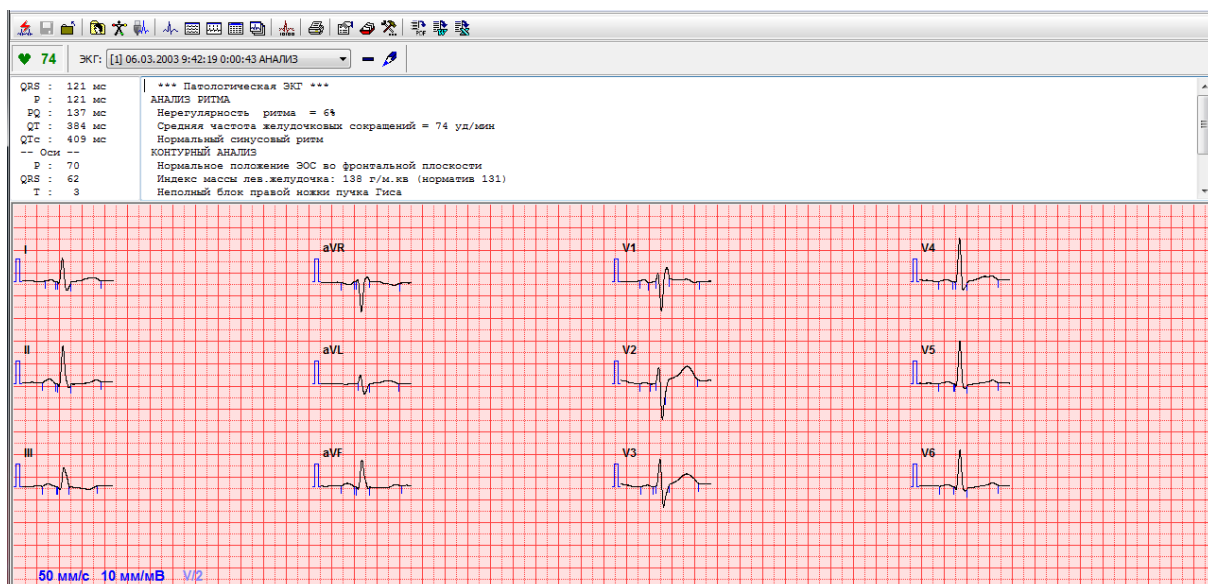 PDF
74 ЭКГ: [1] 06.03.2003 9:42:19 0:00:43 АНАЛИЗ
QRS : 121 мс *** Патологическая ЭКГ ***
P : 121 мс АНАЛИЗ РИТМА
PQ : 137 мс Нерегулярность ритма = 6%
QT : 384 мс Средняя частота желудочковых сокращений = 74 уд/мин
QTc : 409 мс Нормальный синусовый ритм
-- Оси -- КОНТУРНЫЙ АНАЛИЗ
P : 70 Нормальное положение ЭОС во фронтальной плоскости
QRS : 62 Индекс массы лев.желудочка: 138 г/м.кв (норматив 131)
T : 3 Неполный блок правой ножки пучка Гиса
I aVR V1 V4
II aVL V2 V5
III aVF V3 V6
50 мм/с 10 мм/мВ V/2